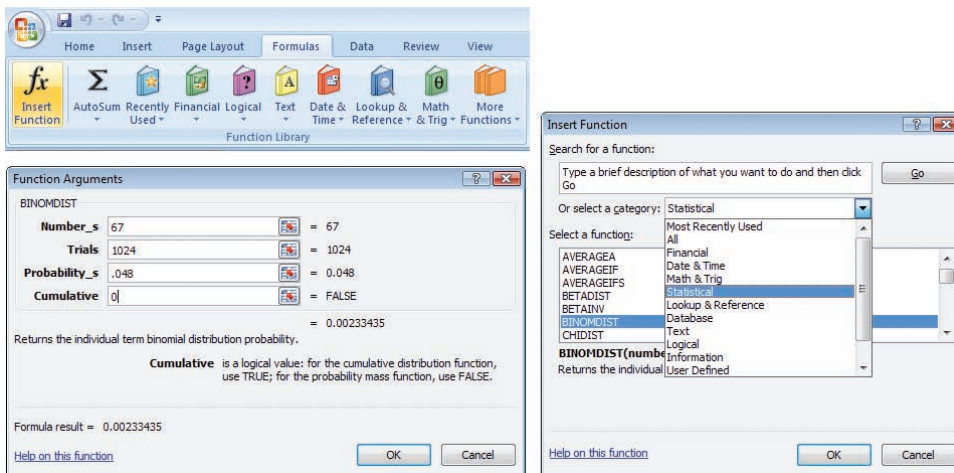 Home Insert Page Layout Formulas Data Review View
fx Σ ? A θ
Insert Function
AutoSum
Recently Used
Financial
Logical
Text
Date & Time
Lookup & Reference
Math & Trig
More Functions
Function Library
Function Arguments
BINOMDIST
Number_s 67 = 67
Trials 1024 = 1024
Probability_s .048 = 0.048
Cumulative 0 = FALSE
= 0.00233435
Returns the individual term binomial distribution probability.
Cumulative is a logical value: for the cumulative distribution function,
use TRUE; for the probability mass function, use FALSE.
Formula result = 0.00233435
Help on this function OK Cancel
Insert Function
Search for a function:
Type a brief description of what you want to do and then click
Go
Go
Or select a category: Statistical
Most Recently Used
All
Financial
Date & Time
Math & Trig
Statistical
Lookup & Reference
Database
Text
Logical
Information
User Defined
Select a function:
AVERAGEA
AVERAGEIF
AVERAGEIFS
BETADIST
BETAINV
BINOMDIST
CHIDIST
BINOMDIST(numbe
Returns the individual
Help on this function OK Cancel